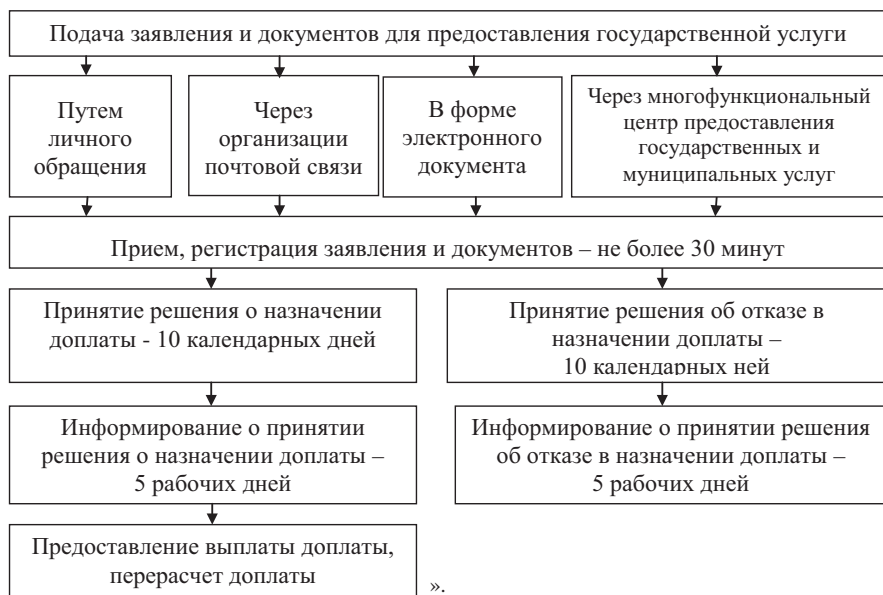 Подача заявления и документов для предоставления государственной услуги
Путем
личного
обращения
Через
организации
почтовой связи
В форме
электронного
документа
Через многофункциональный
центр предоставления
государственных и
муниципальных услуг
Прием, регистрация заявления и документов – не более 30 минут
Принятие решения о назначении
доплаты - 10 календарных дней
Принятие решения об отказе в
назначении доплаты –
10 календарных ней
Информирование о принятии
решения о назначении доплаты –
5 рабочих дней
Информирование о принятии решения
об отказе в назначении доплаты –
5 рабочих дней
Предоставление выплаты доплаты,
перерасчет доплаты
».